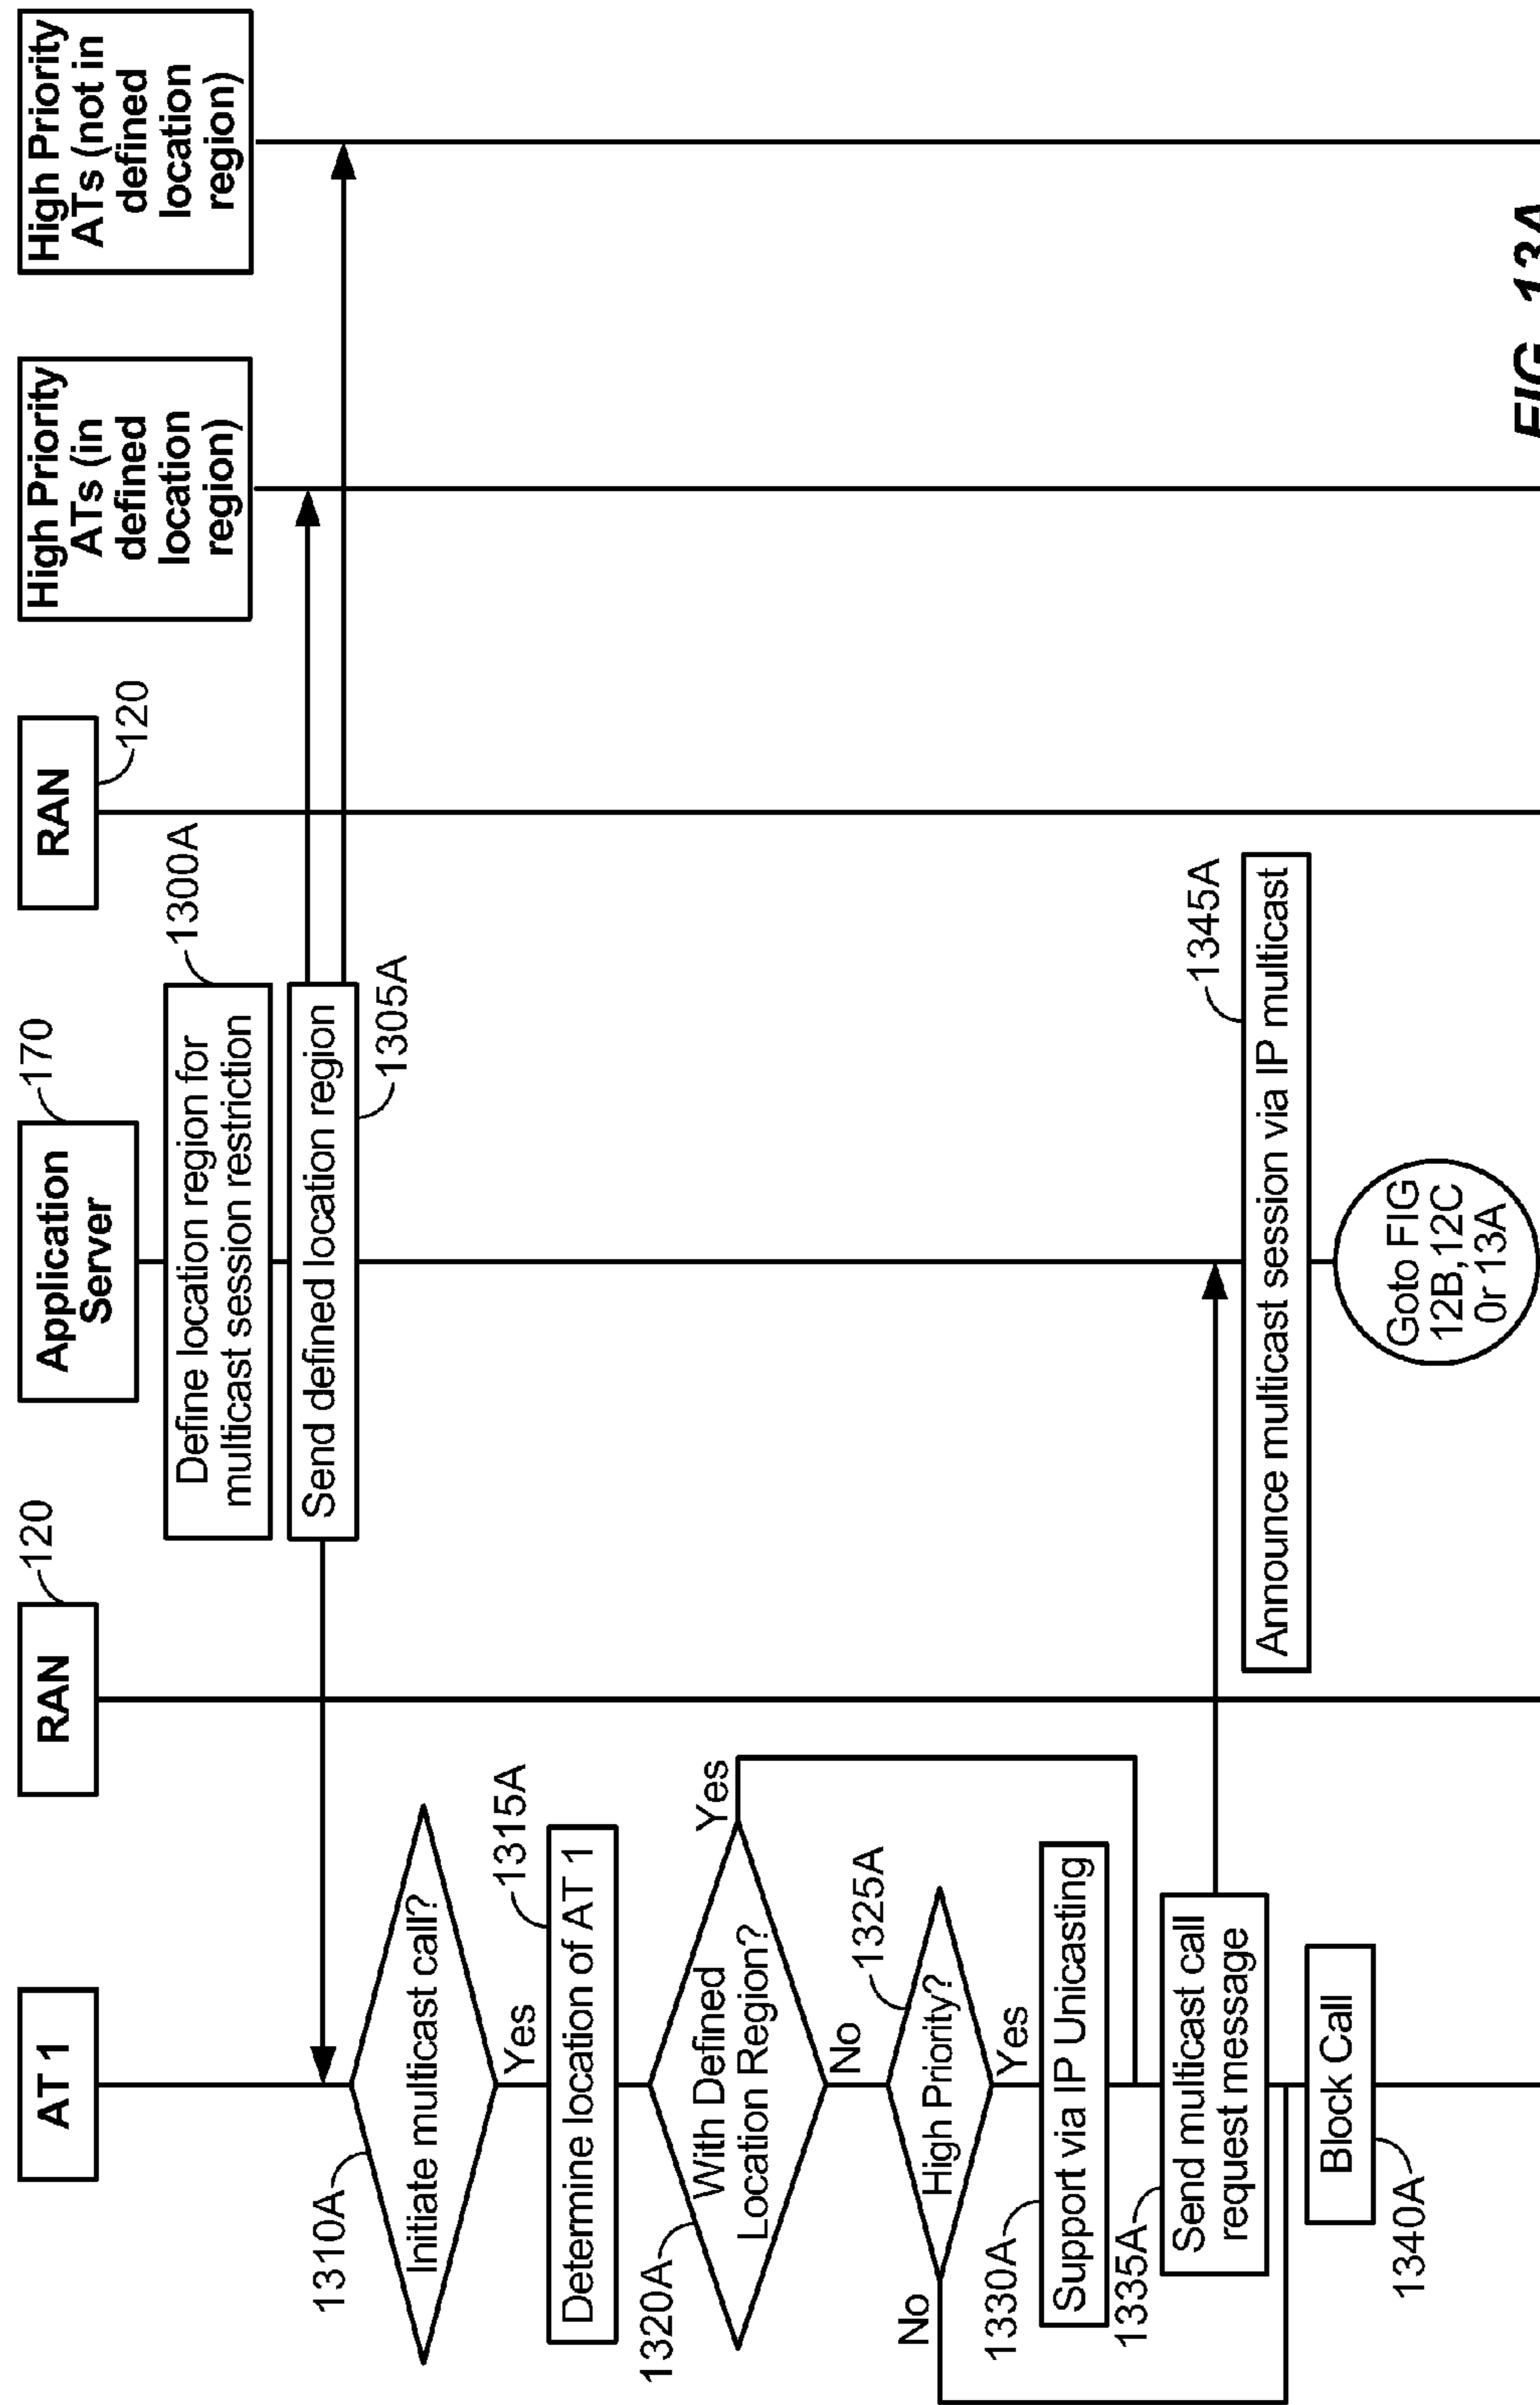 AT 1
RAN
120
Application
Server
170
RAN
120
High Priority
ATs (in
defined
location
region)
High Priority
ATs (not in
defined
location
region)
Define location region for
multicast session restriction
1300A
Send defined location region
1305A
1310A
Initiate multicast call?
Yes
Determine location of AT 1
1315A
1320A
With Defined
Location Region?
Yes
No
High Priority?
1325A
No
Yes
1330A
Support via IP Unicasting
1335A
Send multicast call
request message
Block Call
1340A
Announce multicast session via IP multicast
1345A
Goto FIG
12B,12C
0r 13A
FIG. 13A